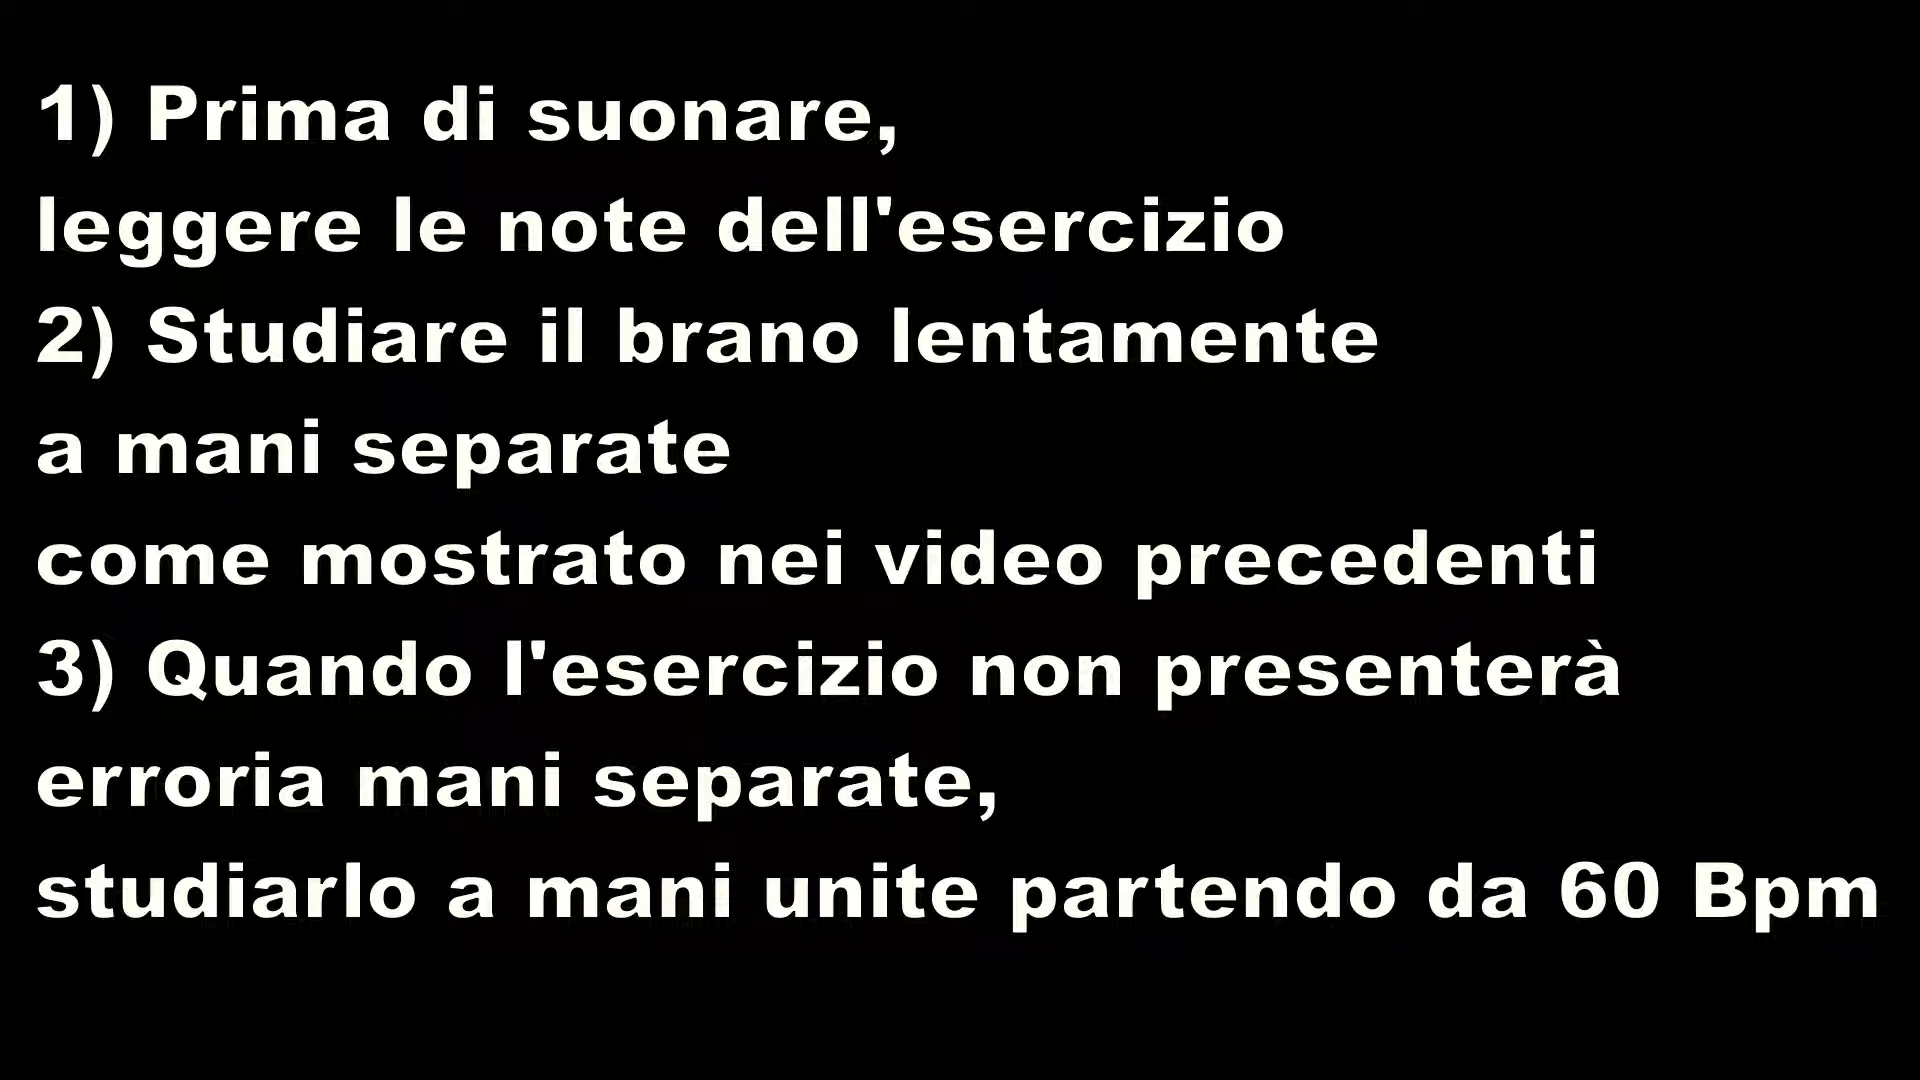 1) Prima di suonare,
leggere le note dell'esercizio
2) Studiare il brano lentamente
a mani separate
come mostrato nei video precedenti
3) Quando l'esercizio non presenterà
erroria mani separate,
studiarlo a mani unite partendo da 60 Bpm